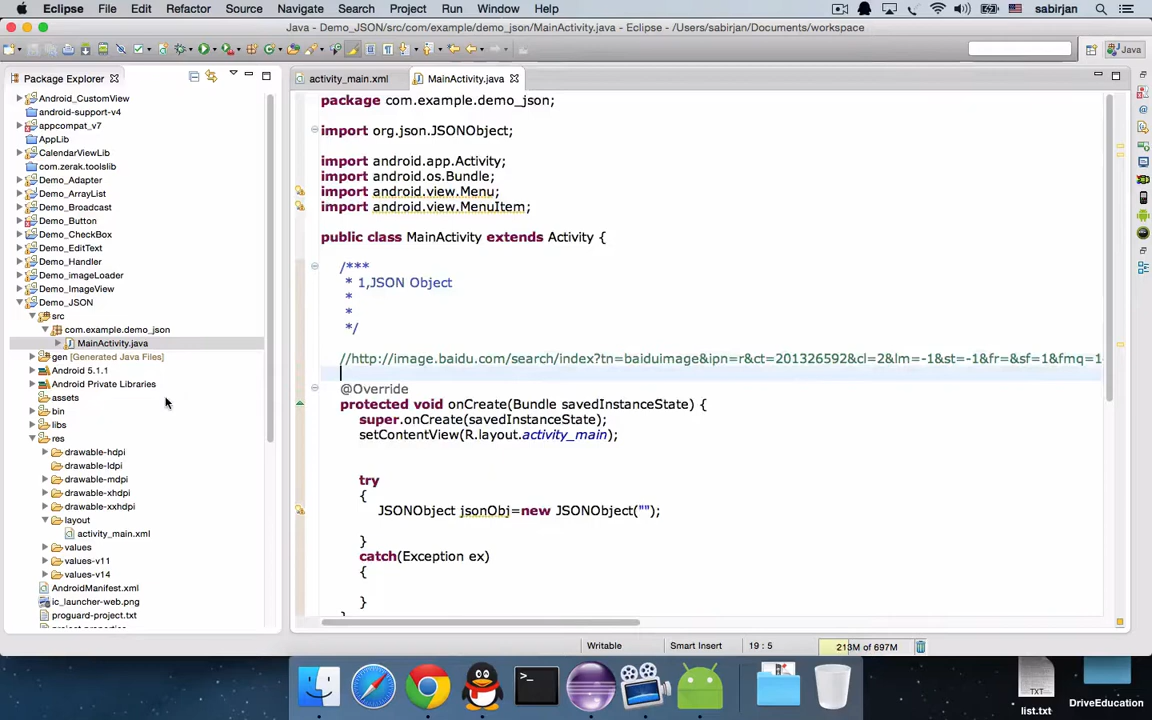 Eclipse File Edit Refactor Source Navigate Search Project Run Window Help sabirjan
Java - Demo_JSON/src/com/example/demo_json/MainActivity.java - Eclipse - /Users/sabirjan/Documents/workspace
Java
Package Explorer
Android_CustomView
android-support-v4
appcompat_v7
AppLib
CalendarViewLib
com.zerak.toolslib
Demo_Adapter
Demo_ArrayList
Demo_Broadcast
Demo_Button
Demo_CheckBox
Demo_EditText
Demo_Handler
Demo_imageLoader
Demo_ImageView
Demo_JSON
src
com.example.demo_json
MainActivity.java
gen [Generated Java Files]
Android 5.1.1
Android Private Libraries
assets
bin
libs
res
drawable-hdpi
drawable-ldpi
drawable-mdpi
drawable-xhdpi
drawable-xxhdpi
layout
activity_main.xml
values
values-v11
values-v14
AndroidManifest.xml
ic_launcher-web.png
proguard-project.txt
activity_main.xml MainActivity.java
package com.example.demo_json;
import org.json.JSONObject;
import android.app.Activity;
import android.os.Bundle;
import android.view.Menu;
import android.view.MenuItem;
public class MainActivity extends Activity {
/***
* 1,JSON Object
*
*
*/
//http://image.baidu.com/search/index?tn=baiduimage&ipn=r&ct=201326592&cl=2&lm=-1&st=-1&fr=&sf=1&fmq=1
@Override
protected void onCreate(Bundle savedInstanceState) {
super.onCreate(savedInstanceState);
setContentView(R.layout.activity_main);
try
{
JSONObject jsonObj=new JSONObject("");
}
catch(Exception ex)
{
}
Writable Smart Insert 19 : 5 213M of 697M
TXT
list.txt
DriveEducation